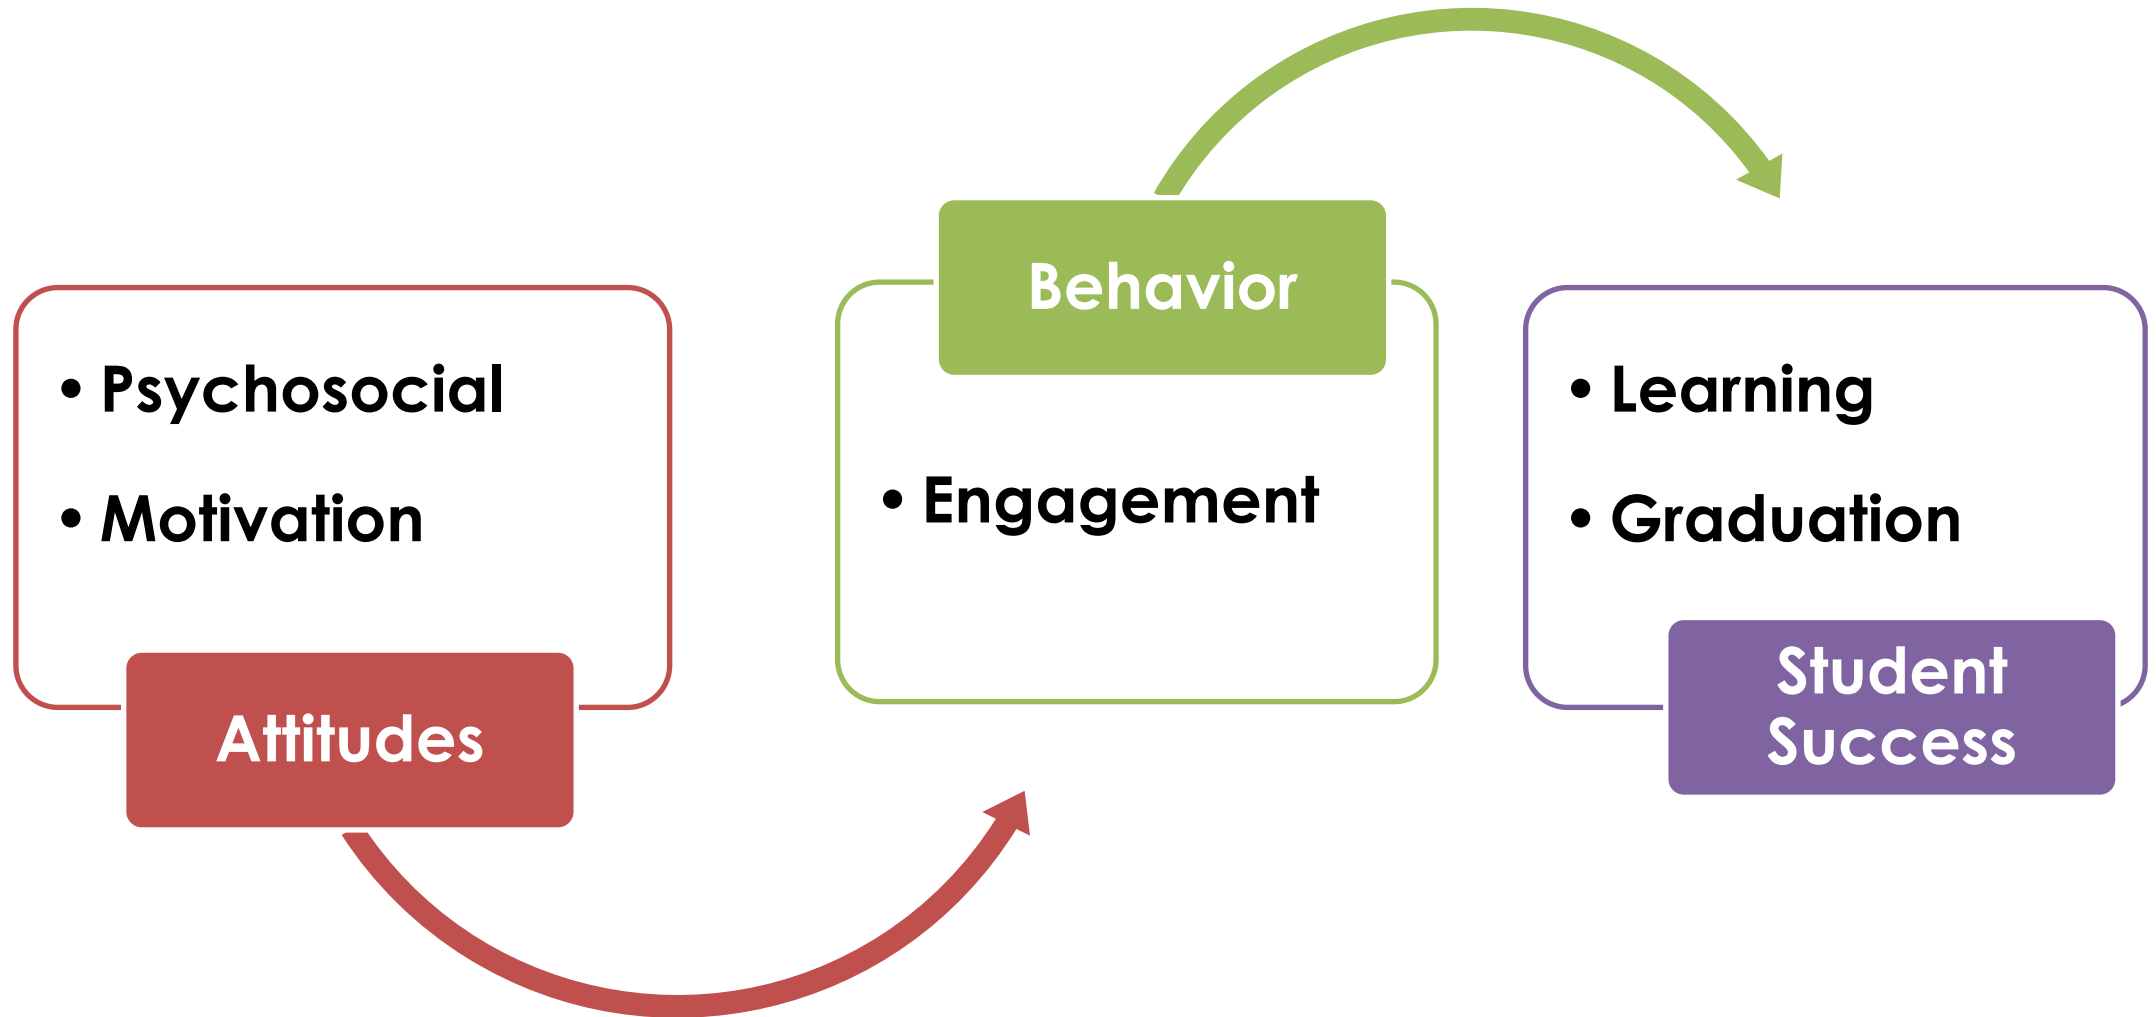 • Psychosocial
• Motivation
Attitudes
Behavior
• Engagement
• Learning
• Graduation
Student
Success